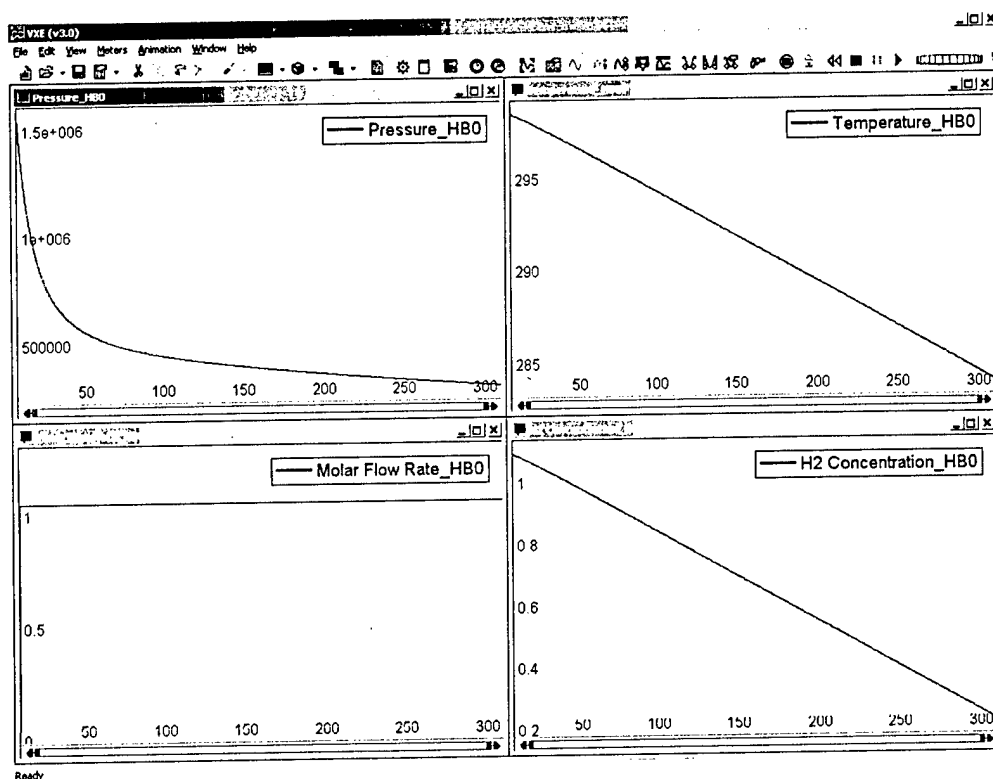 VXE (v3.0)
File Edit View Meters Animation Window Help
Pressure_HB0
Pressure_HB0
1.5e+006
1e+006
500000
50 100 150 200 250 300
Temperature_HB0
295
290
285
50 100 150 200 250 300
Molar Flow Rate_HB0
1
0.5
0
50 100 150 200 250 300
H2 Concentration_HB0
1
0 8
0.6
0.4
0 2
50 100 150 200 250 300
Ready